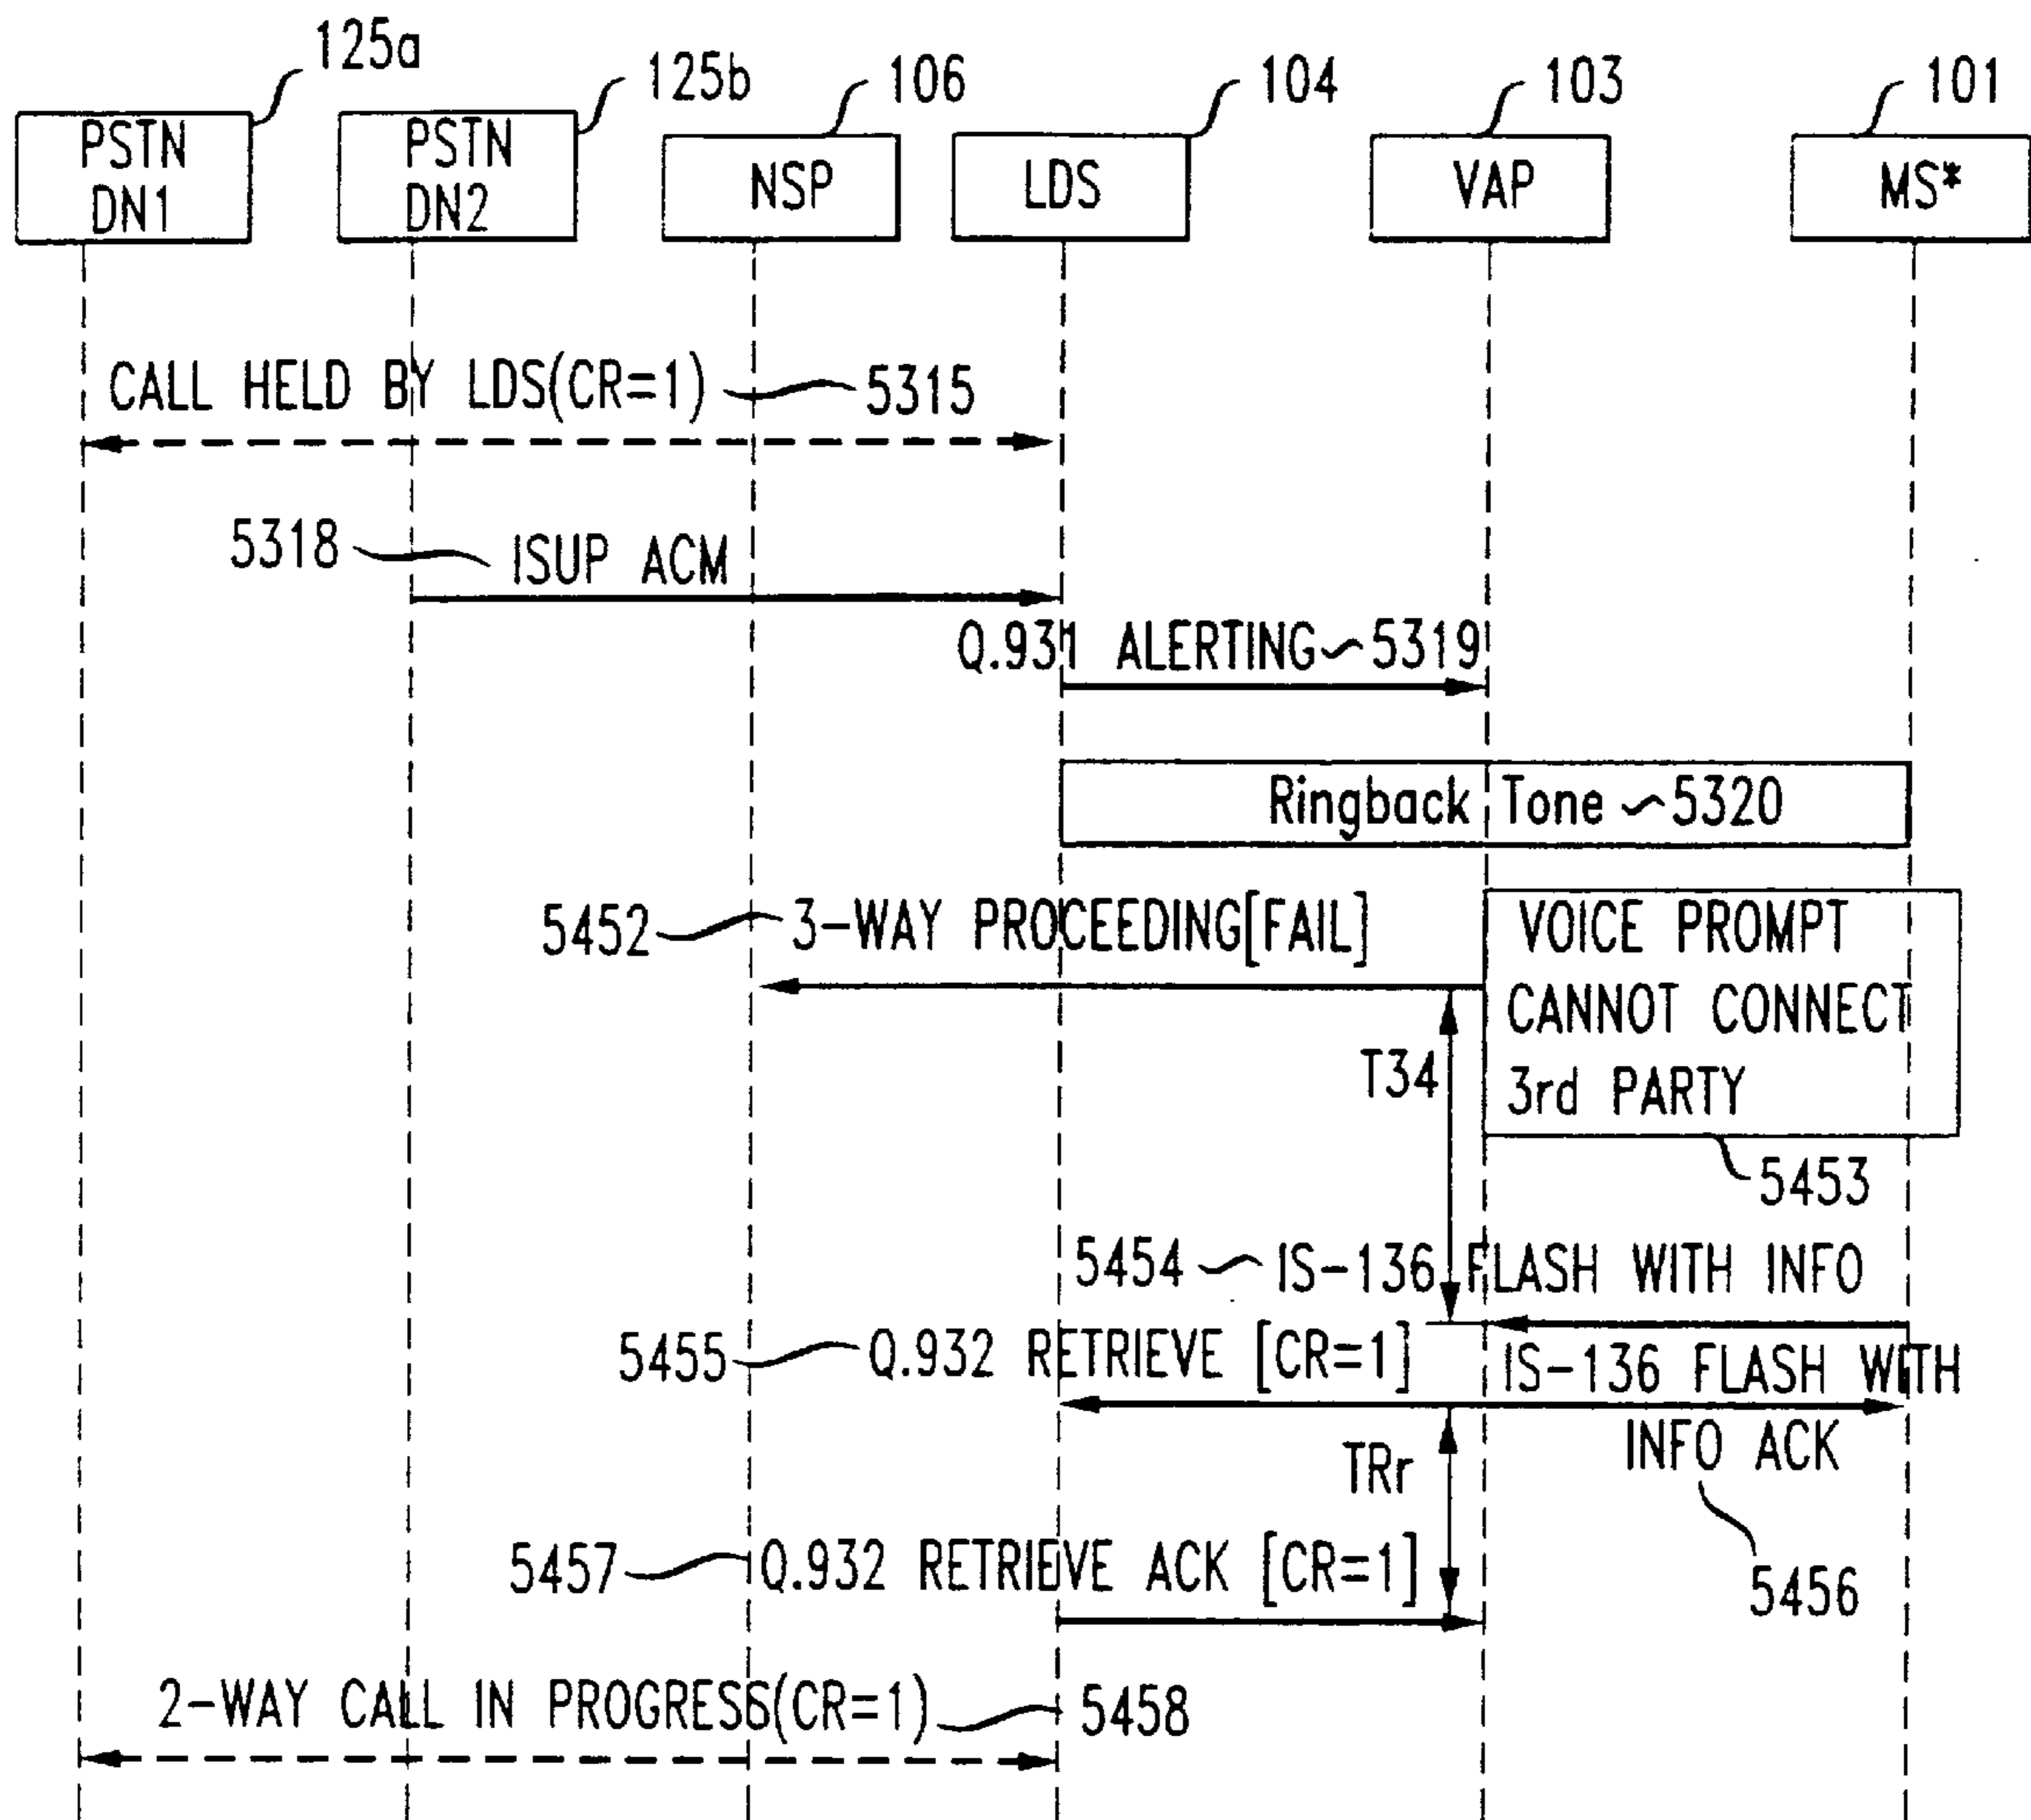 125a
125b
106
104
103
101
PSTN
DN1
PSTN
DN2
NSP
LDS
VAP
MS*
CALL HELD BY LDS(CR=1) 5315
5318 ISUP ACM
Q.931 ALERTING 5319
Ringback Tone 5320
5452 3-WAY PROCEEDING[FAIL]
VOICE PROMPT
CANNOT CONNECT
3rd PARTY
T34
5453
5454 IS-136 FLASH WITH INFO
5455 Q.932 RETRIEVE [CR=1]
IS-136 FLASH WITH
INFO ACK
TRr
5456
5457 Q.932 RETRIEVE ACK [CR=1]
2-WAY CALL IN PROGRESS(CR=1) 5458